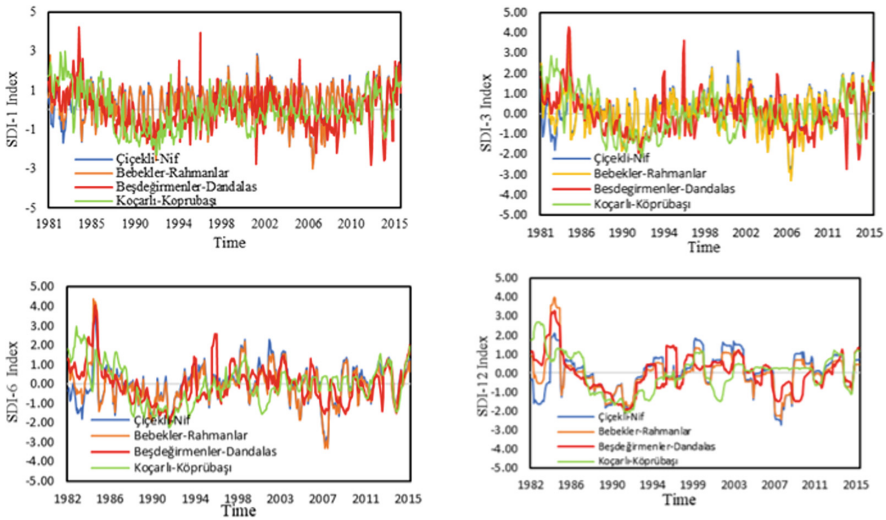 5
3
1
-1
-3
-5
SDI-1 Index
Çiçekli-Nif
Bebekler-Rahmanlar
Beşdeğirmenler-Dandalas
Koçarlı-Koprubaşı
1981 1985 1988 1991 1994 1998 2002 2006 2008 2011 2015
Time
5.00
4.00
3.00
2.00
1.00
0.00
-1.00
-2.00
-3.00
-4.00
-5.00
SDI-3 Index
Çiçekli-Nif
Bebekler-Rahmanlar
Besdegirmenler-Dandalas
Koçarlı-Köprübaşı
1981 1986 1990 1994 1998 2002 2006 2011 2015
Time
5.00
4.00
3.00
2.00
1.00
0.00
-1.00
-2.00
-3.00
-4.00
-5.00
SDI-6 Index
Çiçekli-Nif
Bebekler-Rahmanlar
Beşdeğirmenler-Dandalas
Koçarlı-Köprübaşı
1982 1986 1990 1994 1998 2003 2007 2011 2015
Time
5.00
4.00
3.00
2.00
1.00
0.00
-1.00
-2.00
-3.00
-4.00
-5.00
SDI-12 Index
Çiçekli-Nif
Bebekler-Rahmanlar
Beşdeğirmenler-Dandalas
Koçarlı-Köprübaşı
1982 1986 1990 1994 1999 2003 2007 2011 2015
Time